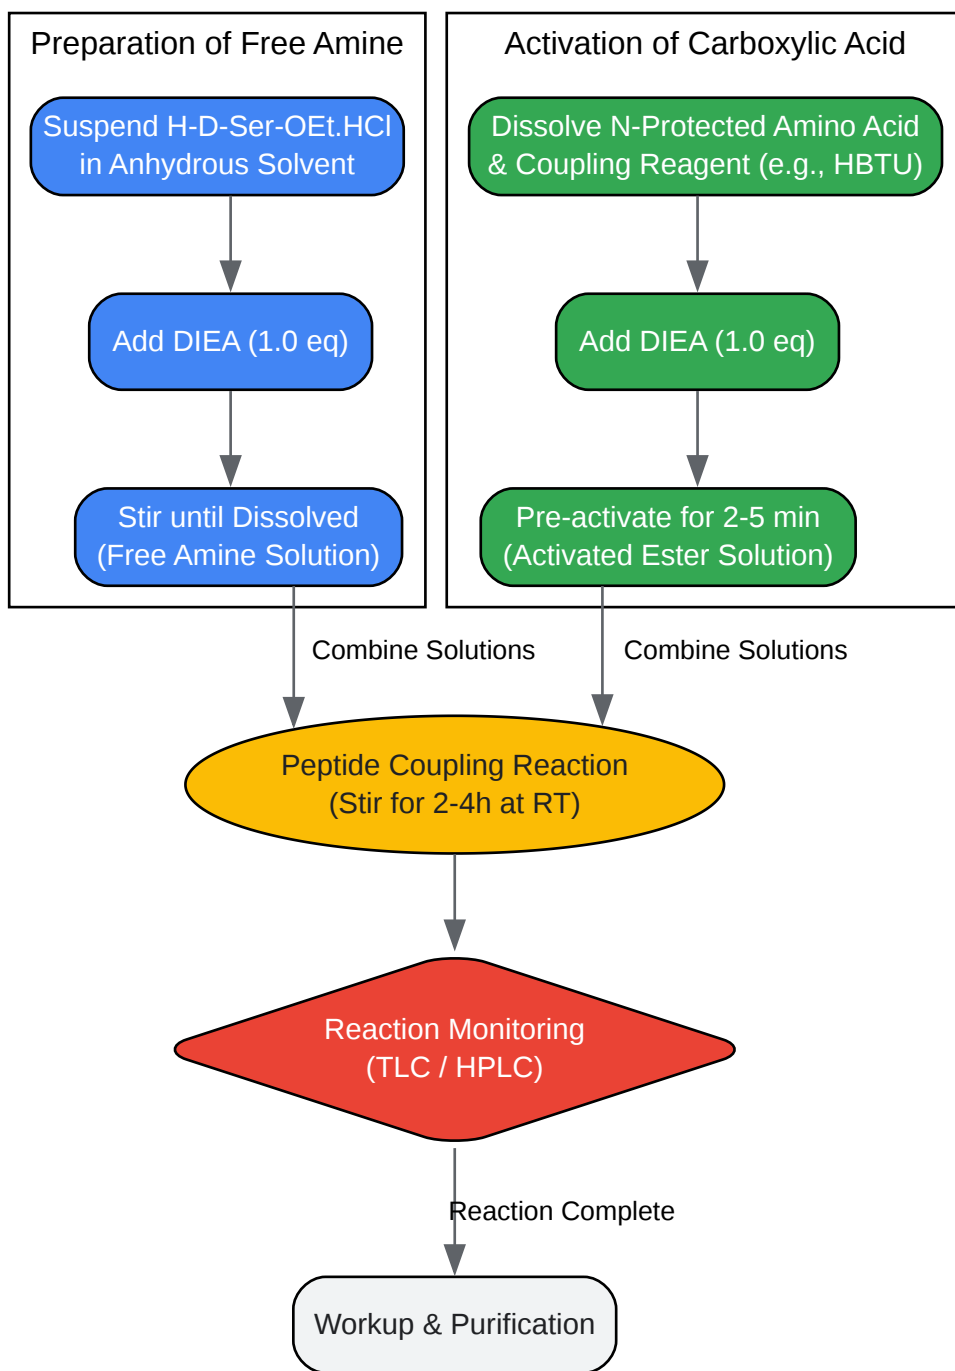 Preparation of Free Amine
Suspend H-D-Ser-OEt.HCl
in Anhydrous Solvent
Add DIEA (1.0 eq)
Stir until Dissolved
(Free Amine Solution)
Activation of Carboxylic Acid
Dissolve N-Protected Amino Acid
& Coupling Reagent (e.g., HBTU)
Add DIEA (1.0 eq)
Pre-activate for 2-5 min
(Activated Ester Solution)
Combine Solutions
Combine Solutions
Peptide Coupling Reaction
(Stir for 2-4h at RT)
Reaction Monitoring
(TLC / HPLC)
Reaction Complete
Workup & Purification